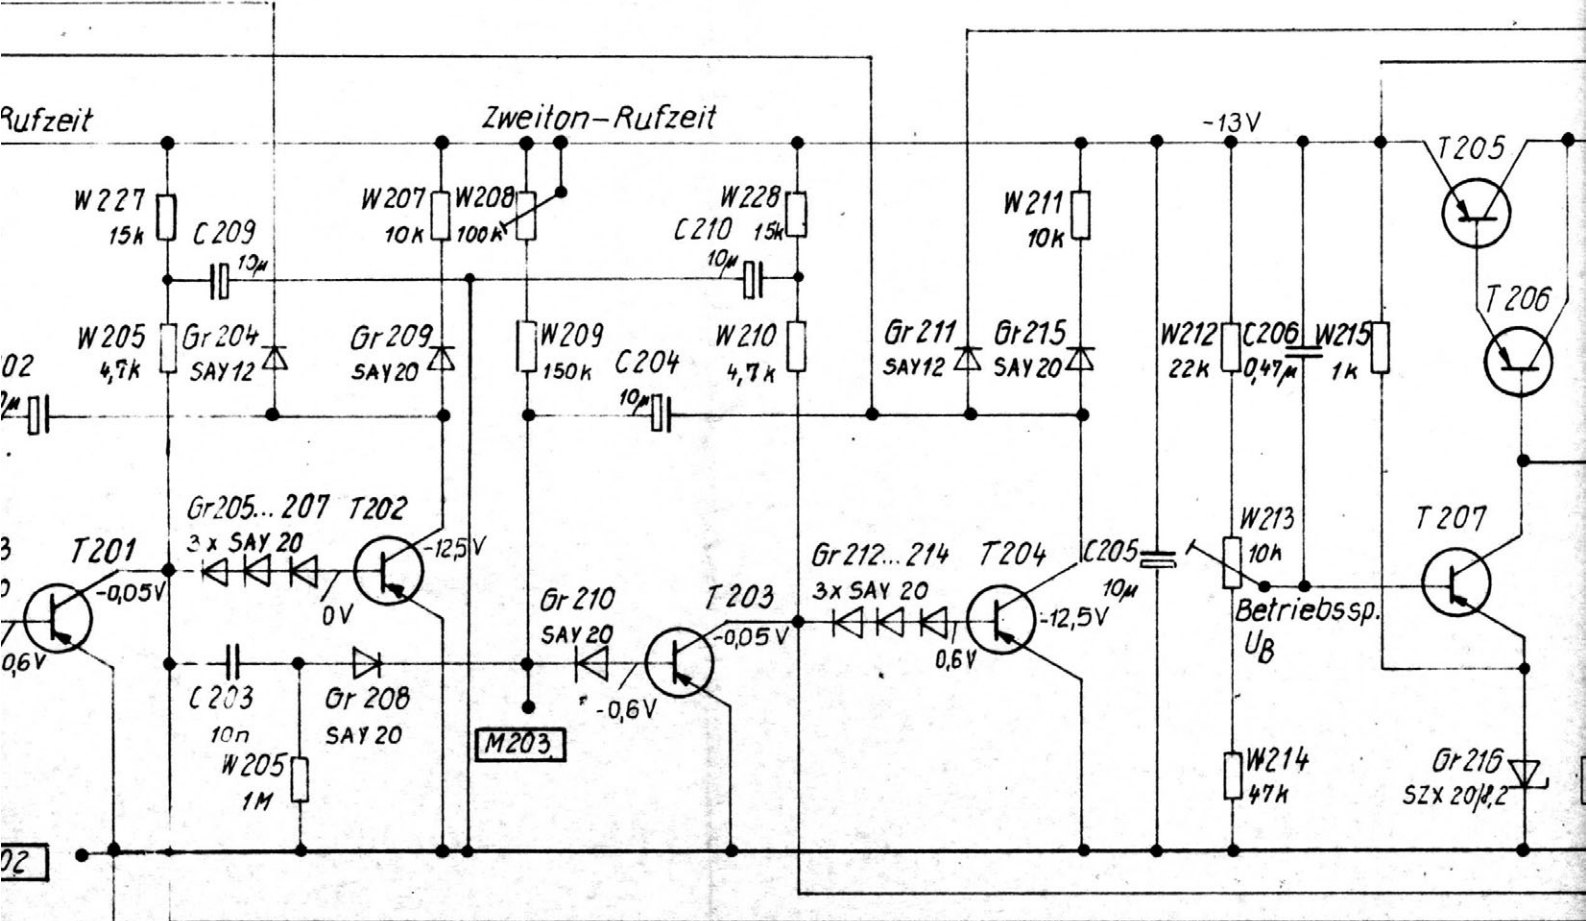 Rufzeit
Zweiton-Rufzeit
-13V
T205
W227
15k
C209
10µ
W207
10K
W208
100K
W228
15k
C210
10µ
W211
10K
T206
W205
4,7k
Gr204
SAY12
Gr209
SAY20
W209
150K
C204
10µ
W210
4,7k
Gr211
SAY12
Gr215
SAY20
W212
22K
C206
0,47µ
W215
1K
02
Gr205...207
3x SAY 20
T202
-12,5V
T201
-0,05V
0V
0,6V
Gr212...214
3x SAY 20
T204
-12,5V
0,6V
C205
10µ
W213
10k
Betriebssp.
UB
T207
Gr210
SAY20
T203
-0,05V
-0,6V
C203
10n
Gr208
SAY20
M203
W205
1M
W214
47K
Gr216
SZX 20/8,2
02